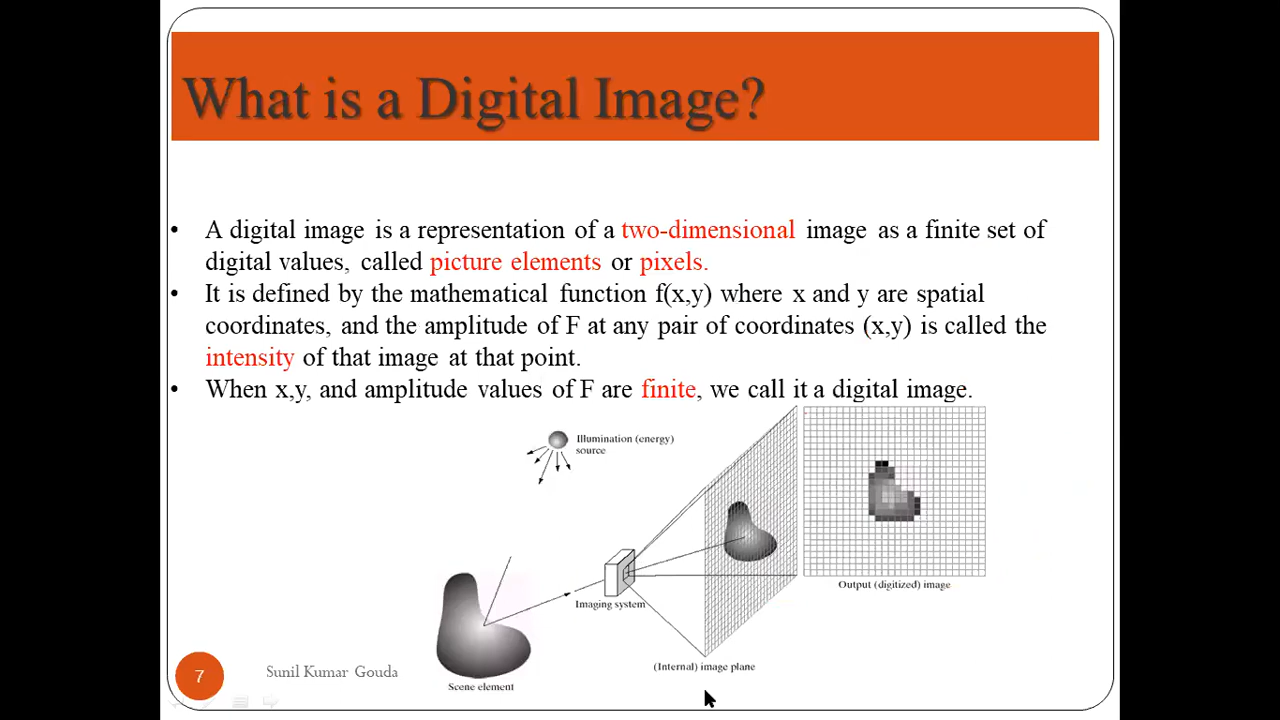 What is a Digital Image?
• A digital image is a representation of a two-dimensional image as a finite set of
digital values, called picture elements or pixels.
• It is defined by the mathematical function f(x,y) where x and y are spatial
coordinates, and the amplitude of F at any pair of coordinates (x,y) is called the
intensity of that image at that point.
• When x,y, and amplitude values of F are finite, we call it a digital image.
Illumination (energy)
source
Imaging system
Output (digitized) image
(Internal) image plane
Scene element
7
Sunil Kumar Gouda